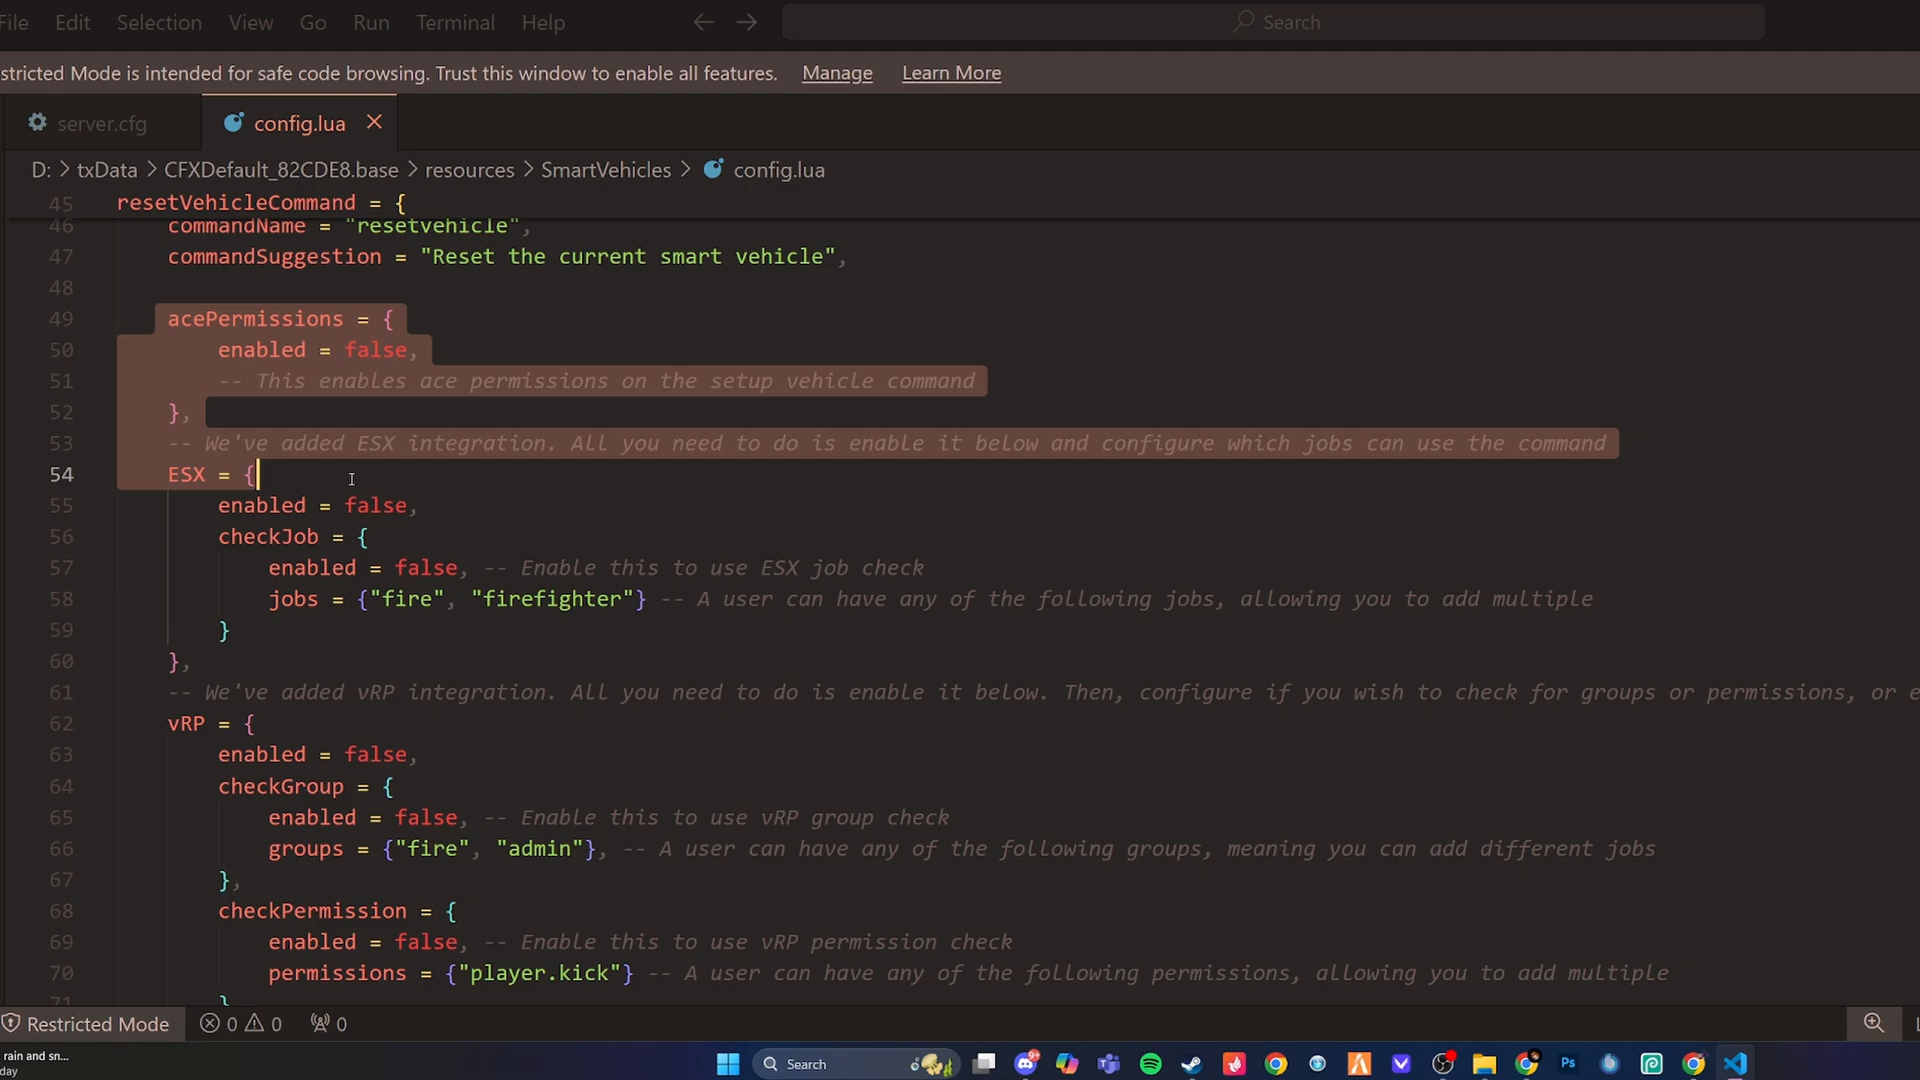 File Edit Selection View Go Run Terminal Help
Search
stricted Mode is intended for safe code browsing. Trust this window to enable all features. Manage Learn More
server.cfg config.lua
D: > txData > CFXDefault_82CDE8.base > resources > SmartVehicles > config.lua
45 resetVehicleCommand = {
46 commandName = "resetvehicle",
47 commandSuggestion = "Reset the current smart vehicle",
48
49 acePermissions = {
50 enabled = false,
51 -- This enables ace permissions on the setup vehicle command
52 },
53 -- We've added ESX integration. All you need to do is enable it below and configure which jobs can use the command
54 ESX = {
55 enabled = false,
56 checkJob = {
57 enabled = false, -- Enable this to use ESX job check
58 jobs = {"fire", "firefighter"} -- A user can have any of the following jobs, allowing you to add multiple
59 }
60 },
61 -- We've added vRP integration. All you need to do is enable it below. Then, configure if you wish to check for groups or permissions, or e
62 vRP = {
63 enabled = false,
64 checkGroup = {
65 enabled = false, -- Enable this to use vRP group check
66 groups = {"fire", "admin"}, -- A user can have any of the following groups, meaning you can add different jobs
67 },
68 checkPermission = {
69 enabled = false, -- Enable this to use vRP permission check
70 permissions = {"player.kick"} -- A user can have any of the following permissions, allowing you to add multiple
71 }
Restricted Mode 0 0 0
rain and sn...
day
Search
Ps